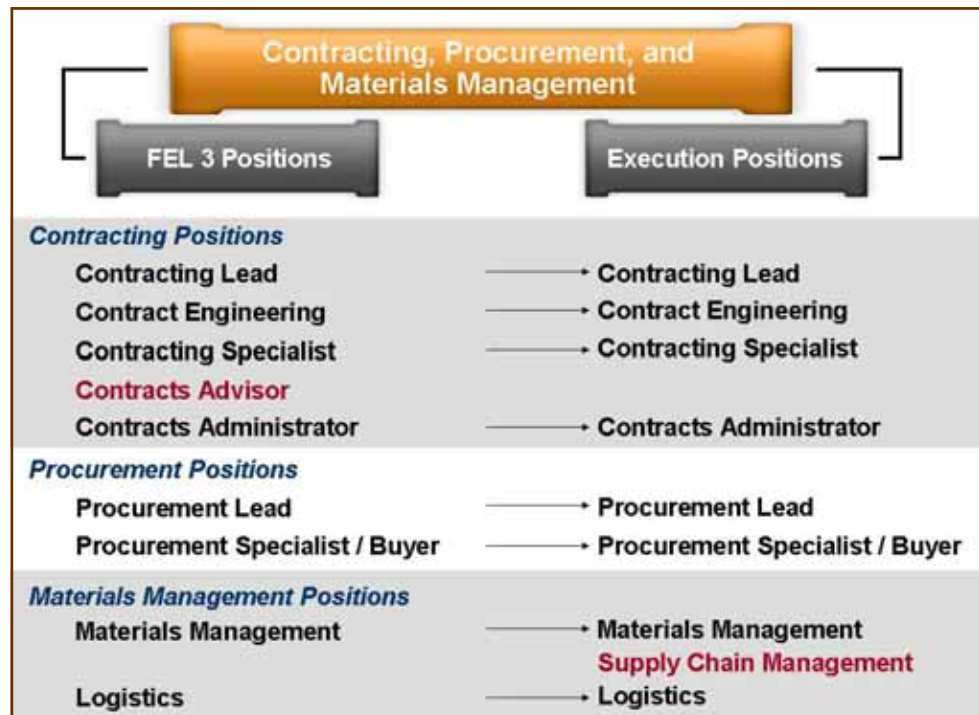 Contracting, Procurement, and
Materials Management
FEL 3 Positions
Execution Positions
Contracting Positions
Contracting Lead Contracting Lead
Contract Engineering Contract Engineering
Contracting Specialist Contracting Specialist
Contracts Advisor
Contracts Administrator Contracts Administrator
Procurement Positions
Procurement Lead Procurement Lead
Procurement Specialist / Buyer Procurement Specialist / Buyer
Materials Management Positions
Materials Management Materials Management
Supply Chain Management
Logistics Logistics